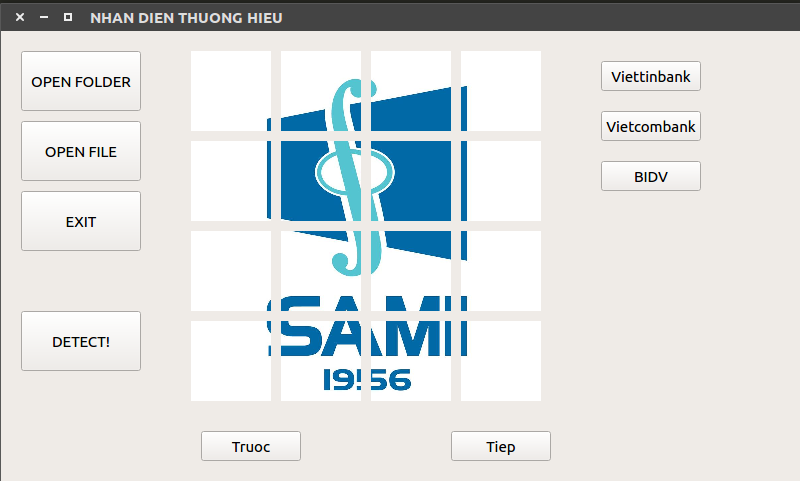 NHAN DIEN THUONG HIEU
OPEN FOLDER
OPEN FILE
EXIT
DETECT!
SAMI
1956
Viettinbank
Vietcombank
BIDV
Truoc
Tiep